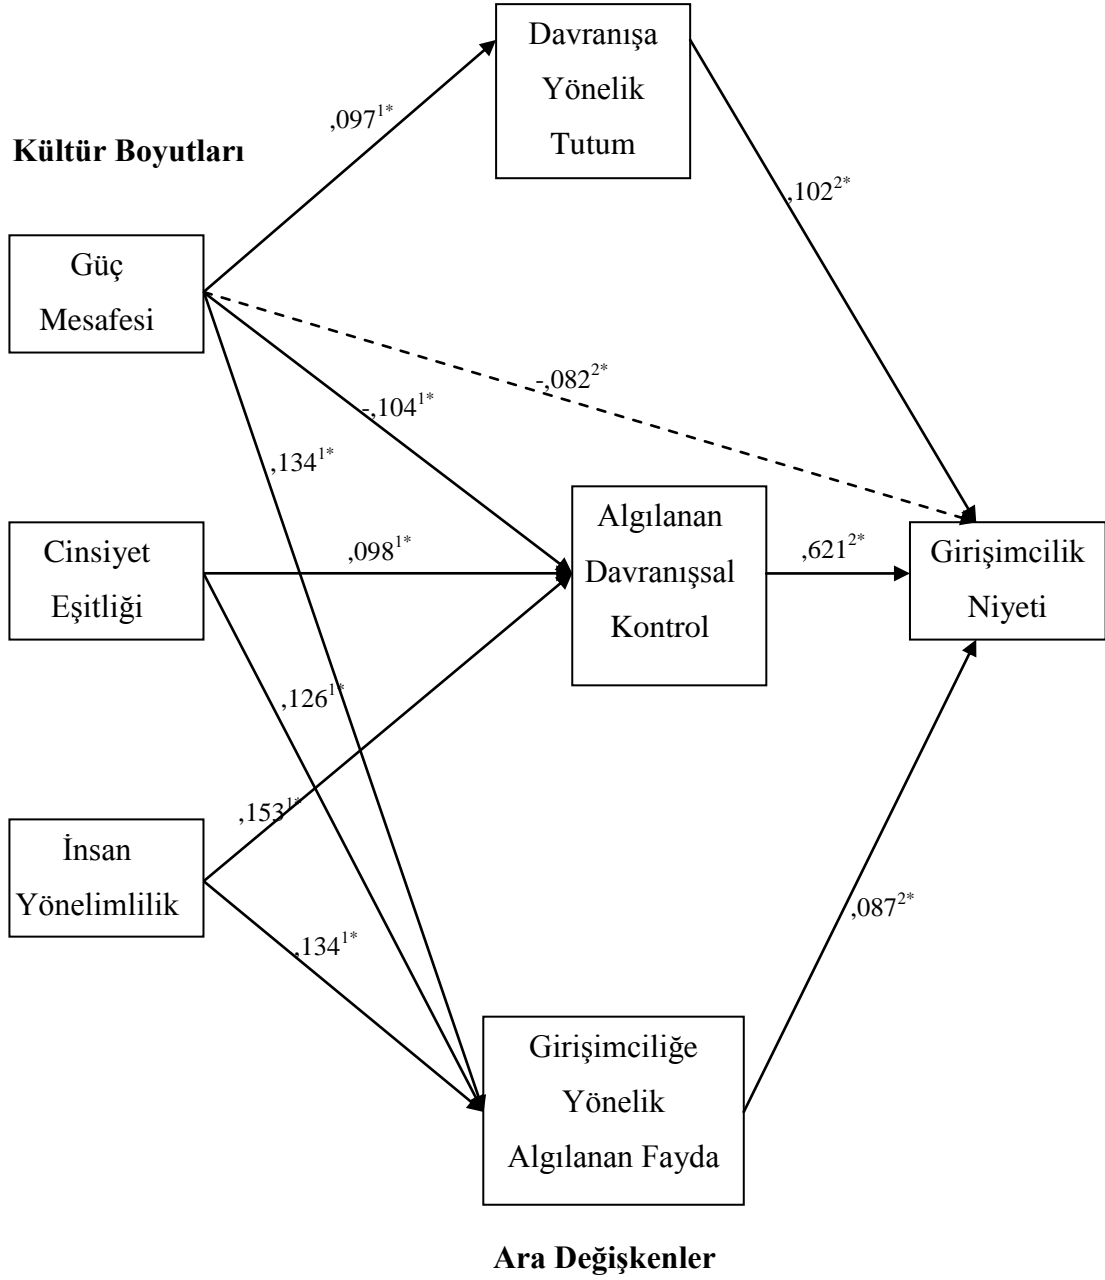 Davranışa
Yönelik
Tutum
,097¹*
Kültür Boyutları
,102²*
Güç
Mesafesi
-,082²*
-,104¹*
,134¹*
Algılanan
Davranışsal
Kontrol
Cinsiyet
Eşitliği
,098¹*
,621²*
Girişimcilik
Niyeti
,126¹*
,153¹*
İnsan
Yönelimlilik
,087²*
,134¹*
Girişimciliğe
Yönelik
Algılanan Fayda
Ara Değişkenler